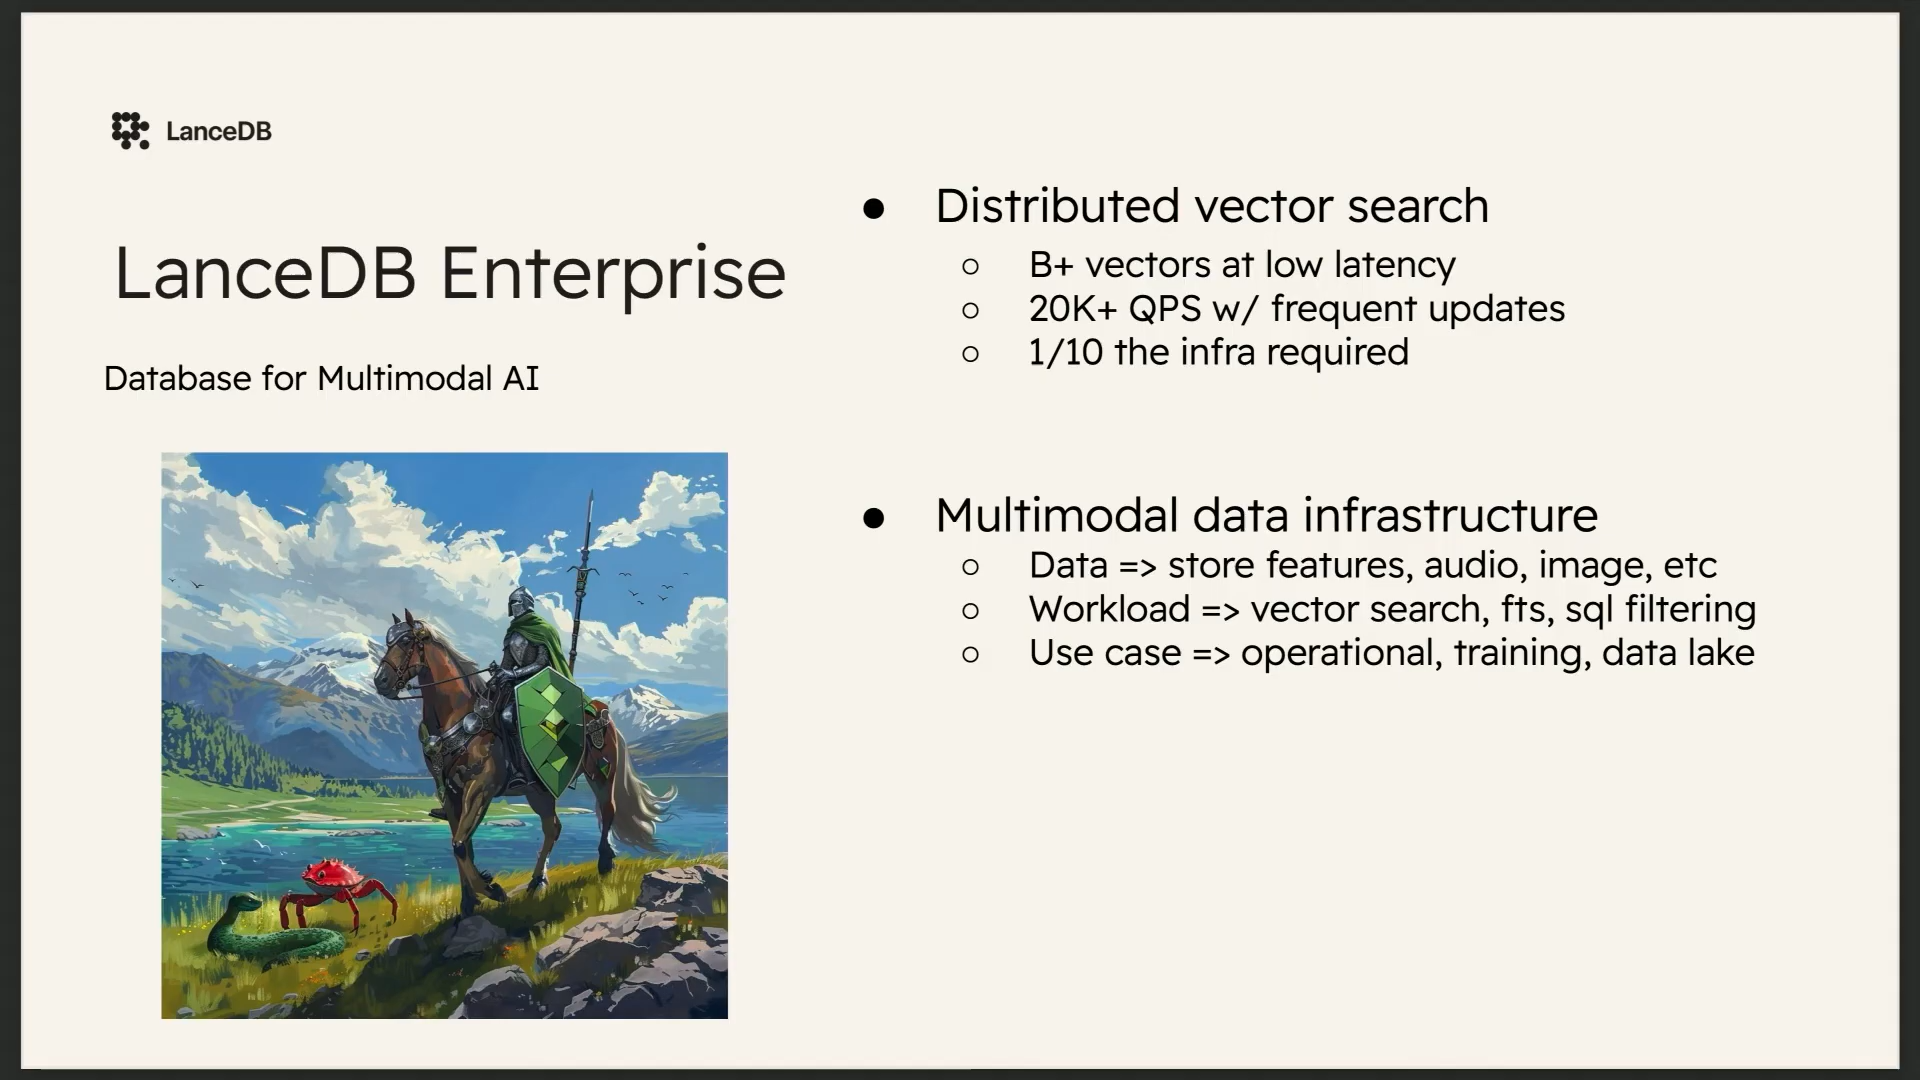 LanceDB
LanceDB Enterprise
Database for Multimodal AI
● Distributed vector search
○ B+ vectors at low latency
○ 20K+ QPS w/ frequent updates
○ 1/10 the infra required
● Multimodal data infrastructure
○ Data => store features, audio, image, etc
○ Workload => vector search, fts, sql filtering
○ Use case => operational, training, data lake